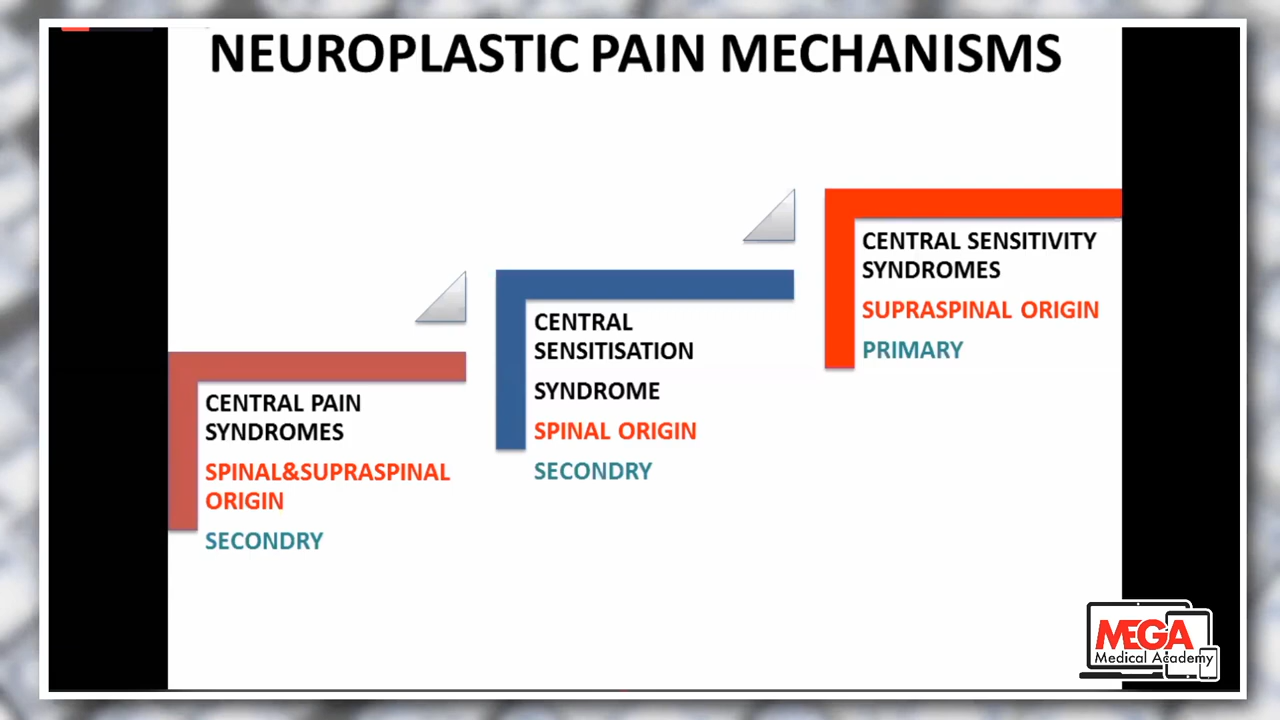 NEUROPLASTIC PAIN MECHANISMS
CENTRAL PAIN
SYNDROMES
SPINAL&SUPRASPINAL
ORIGIN
SECONDRY
CENTRAL
SENSITISATION
SYNDROME
SPINAL ORIGIN
SECONDRY
CENTRAL SENSITIVITY
SYNDROMES
SUPRASPINAL ORIGIN
PRIMARY
MEGA
Medical Academy